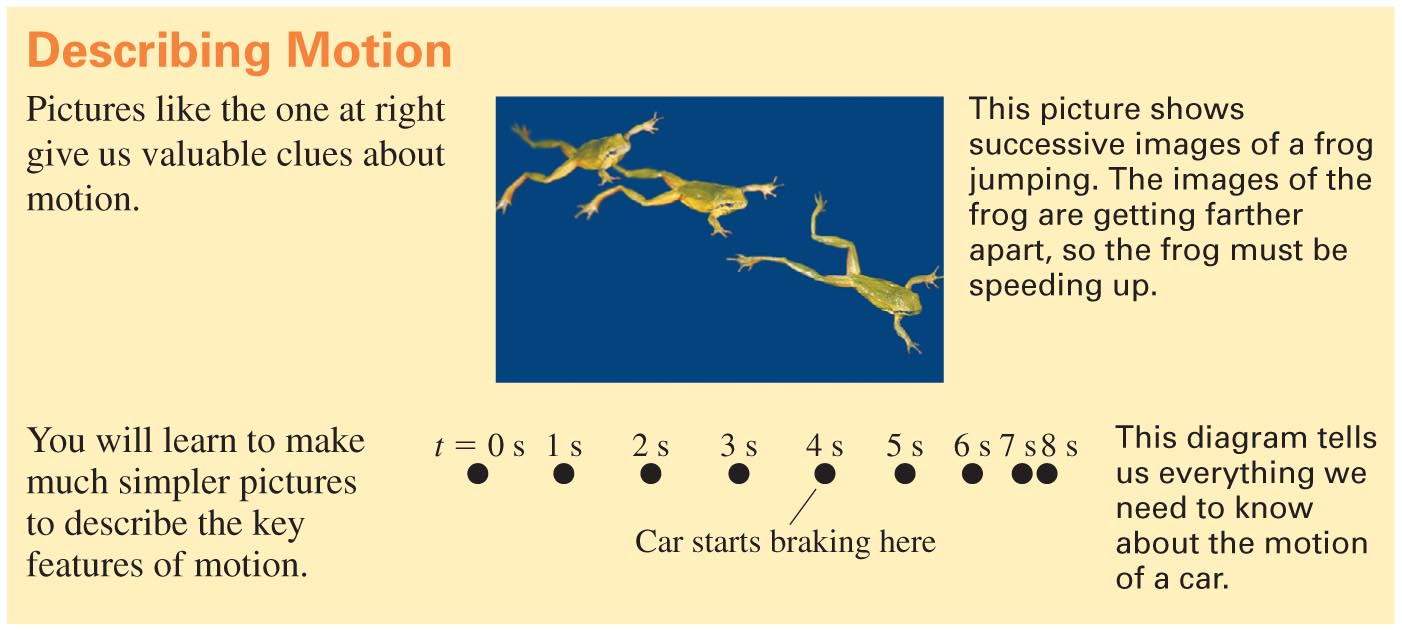 Describing Motion
Pictures like the one at right
give us valuable clues about
motion.
This picture shows
successive images of a frog
jumping. The images of the
frog are getting farther
apart, so the frog must be
speeding up.
You will learn to make
much simpler pictures
to describe the key
features of motion.
t = 0 s 1 s 2 s 3 s 4 s 5 s 6 s 7 s 8 s
Car starts braking here
This diagram tells
us everything we
need to know
about the motion
of a car.